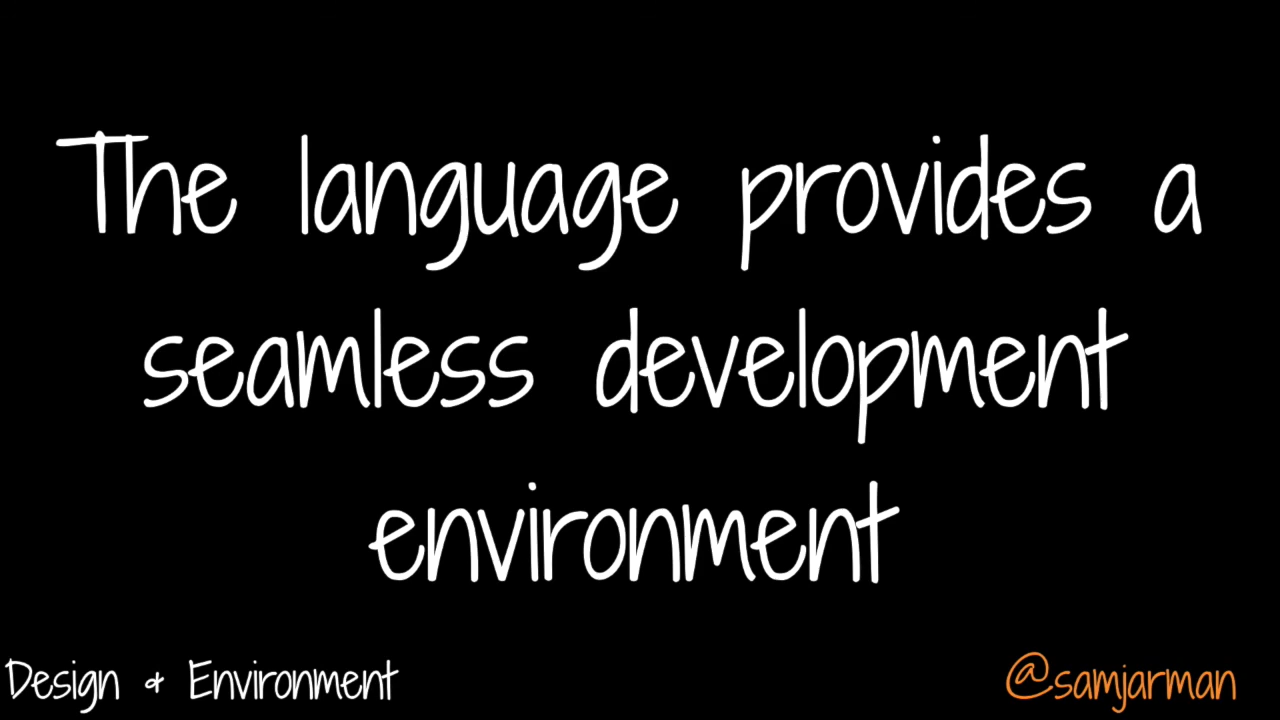 The language provides a
seamless development
environment
Design & Environment
@samjarman